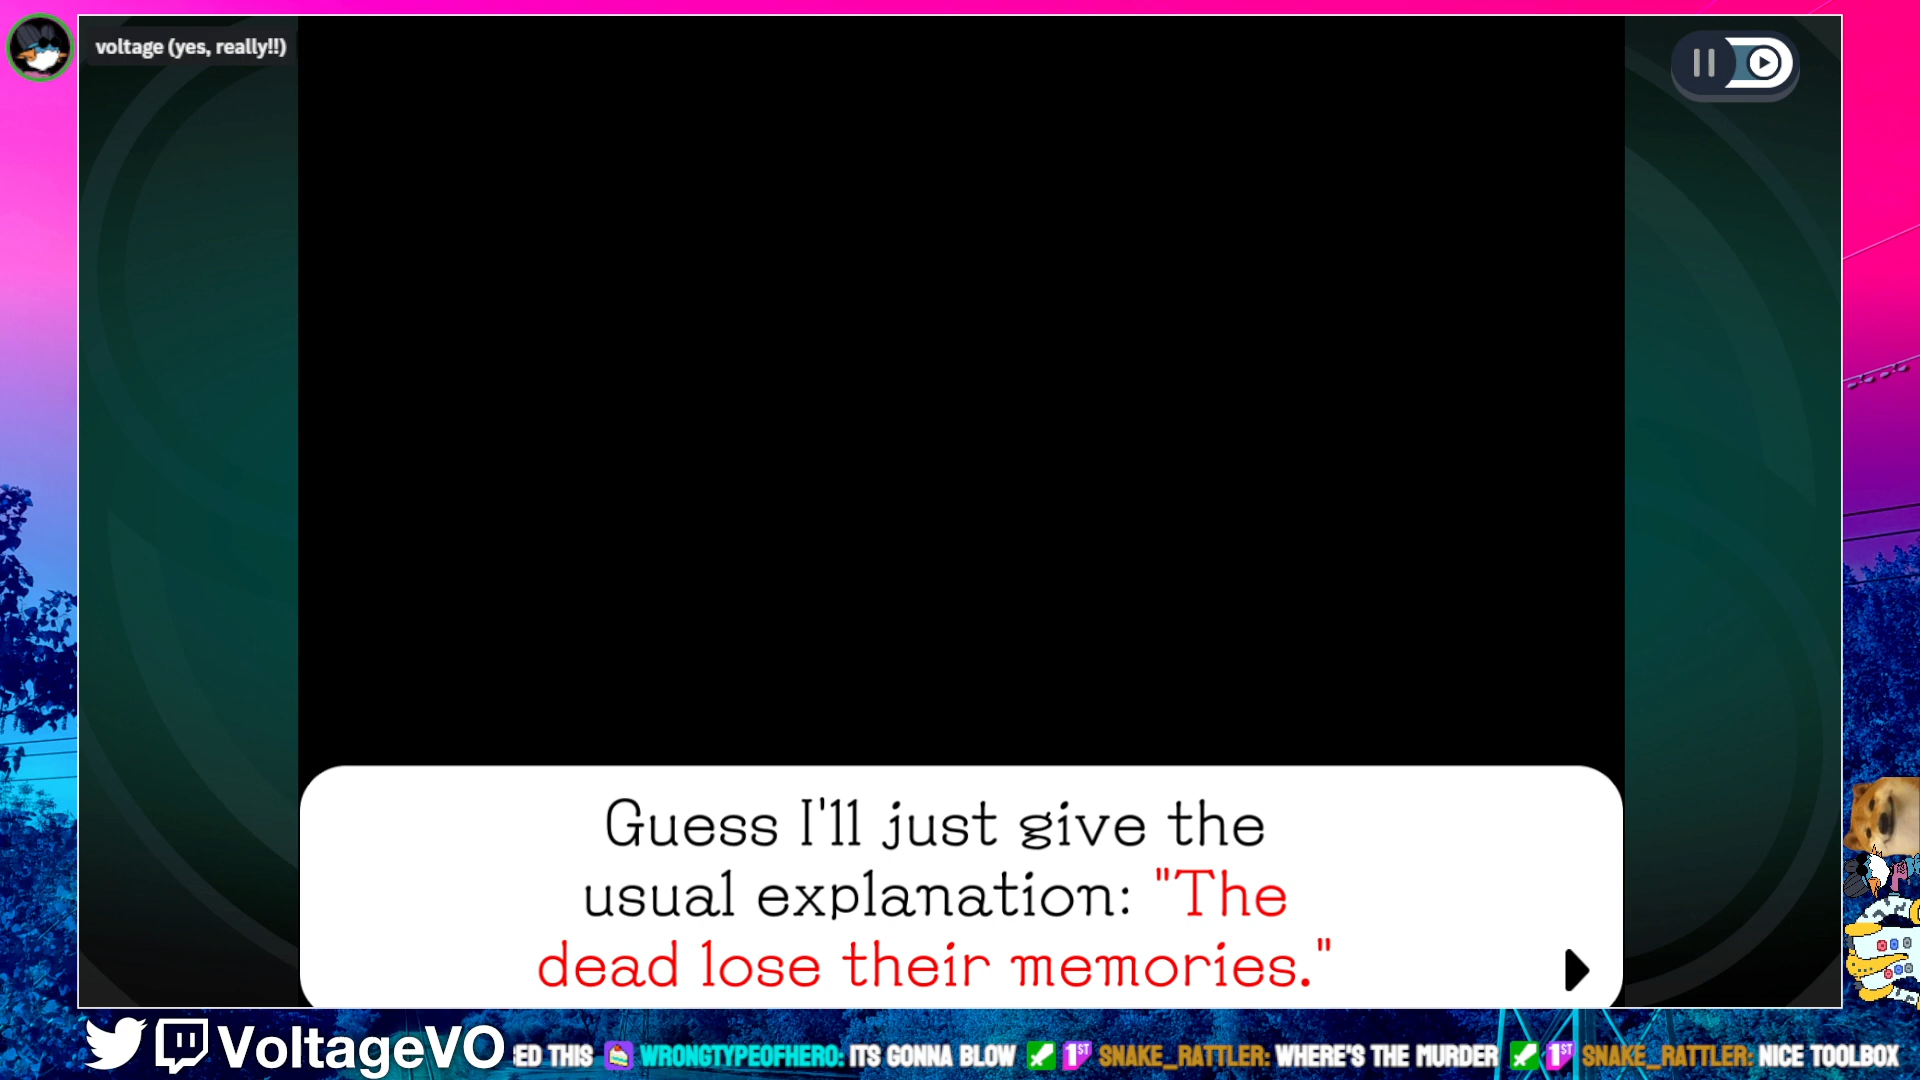 voltage (yes, really!!)
Guess I'll just give the
usual explanation: "The
dead lose their memories."
VoltageVO
ED THIS WRONGTYPEOFHERO: ITS GONNA BLOW 1ST SNAKE_RATTLER: WHERE'S THE MURDER 1ST SNAKE_RATTLER: NICE TOOLBOX